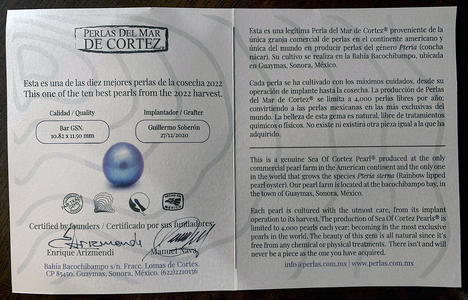 PERLAS DEL MAR
DE CORTEZ
Esta es una de las diez mejores perlas de la cosecha 2022
This one of the ten best pearls from the 2022 harvest.
Calidad / Quality
Implantador / Grafter
Bar GSN.
10.82 x 11.50 mm
Guillermo Soberón
27/12/2020
Certified by founders / Certificado por sus fundadores:
Enrique Arizmendi
Manuel Nava
Bahía Bacochibampo s/n. Fracc. Lomas de Cortés.
CP 85450. Guaymas, Sonora, México. (622)2210136
Esta es una legítima Perla del Mar de Cortez® proveniente de la
única granja comercial de perlas en el continente americano y
única del mundo en producir perlas del género Pteria (concha
nácar). Su cultivo se realiza en la Bahía Bacochibampo, ubicada
en Guaymas, Sonora, México.
Cada perla se ha cultivado con los máximos cuidados, desde su
operación de implante hasta la cosecha. La producción de Perlas
del Mar de Cortez® se limita a 4,000 perlas libres por año;
convirtiendo a las perlas mexicanas en las más exclusivas del
mundo. La belleza de esta gema es natural, libre de tratamientos
químicos o físicos. No existe ni existirá otra pieza igual a la que ha
adquirido.
This is a genuine Sea Of Cortez Pearl® produced at the only
commercial pearl farm in the American continent and the only one
in the world that grows the species Pteria sterna (Rainbow lipped
pearl oyster). Our pearl farm is located at the bacochibampo bay, in
the town of Guaymas, Sonora, México.
Each pearl is cultured with the utmost care, from its implant
operation to its harvest. The production of Sea Of Cortez Pearls® is
limited to 4,000 pearls each year; becoming in the most exclusive
pearls in the world. The beauty of this gem is all natural since it's
free from any chemical or physical treatments. There isn't and will
never be a piece as the one you have acquired.
info@perlas.com.mx | www.perlas.com.mx